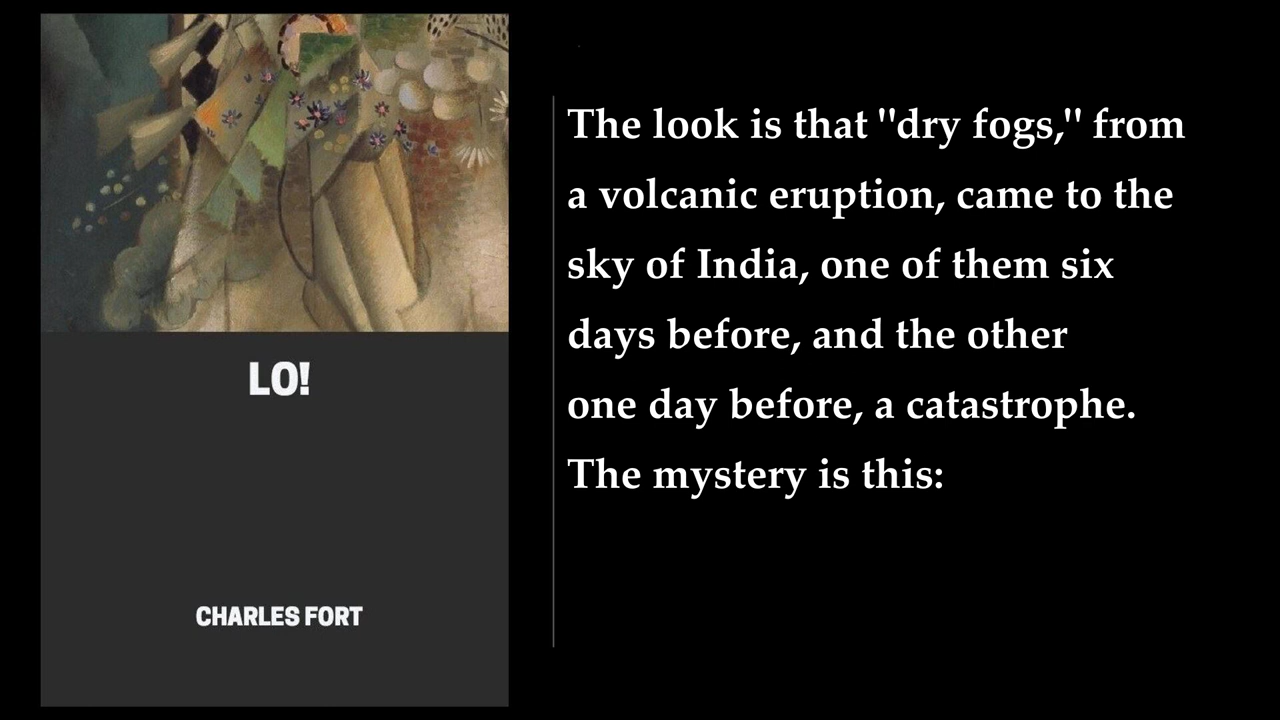 LO!
CHARLES FORT
The look is that "dry fogs," from
a volcanic eruption, came to the
sky of India, one of them six
days before, and the other
one day before, a catastrophe.
The mystery is this: